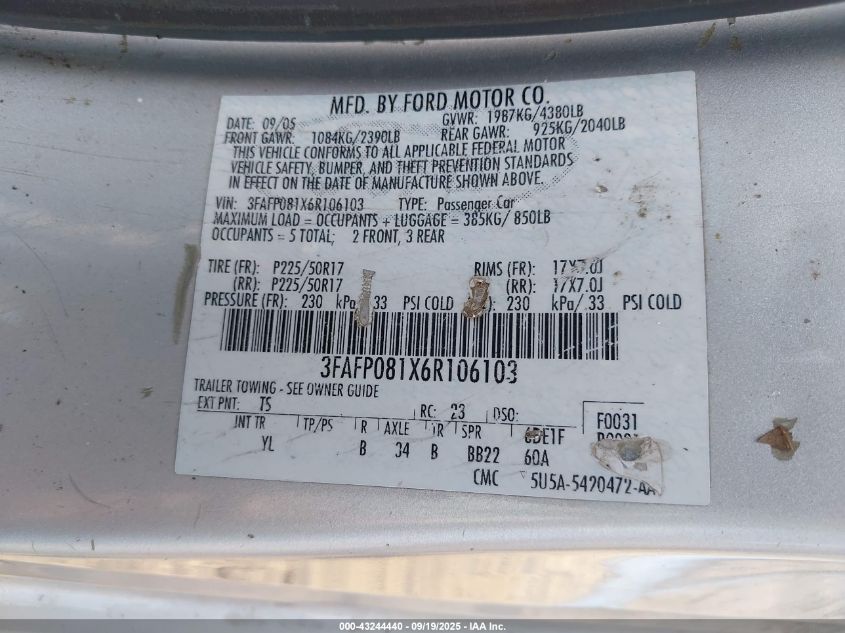 MFD. BY FORD MOTOR CO.
DATE: 09/05 GVWR: 1987KG/4380LB
FRONT GAWR: 1084KG/2390LB REAR GAWR: 925KG/2040LB
THIS VEHICLE CONFORMS TO ALL APPLICABLE FEDERAL MOTOR
VEHICLE SAFETY, BUMPER, AND THEFT PREVENTION STANDARDS
IN EFFECT ON THE DATE OF MANUFACTURE SHOWN ABOVE.
VIN: 3FAFP081X6R106103 TYPE: Passenger Car
MAXIMUM LOAD = OCCUPANTS + LUGGAGE = 385KG/ 850LB
OCCUPANTS = 5 TOTAL; 2 FRONT, 3 REAR
TIRE (FR): P225/50R17 RIMS (FR): 17X7.0J
(RR): P225/50R17 (RR): 17X7.0J
PRESSURE (FR): 230 kPa/ 33 PSI COLD 230 kPa/ 33 PSI COLD
3FAFP081X6R106103
TRAILER TOWING - SEE OWNER GUIDE
EXT PNT: TS RC: 23 DSO: F0031
INT TR TP/PS R AXLE TR SPR
YL B 34 B BB22 60A
CMC 5U5A-5420472-AA
000-43244440 - 09/19/2025 - IAA Inc.